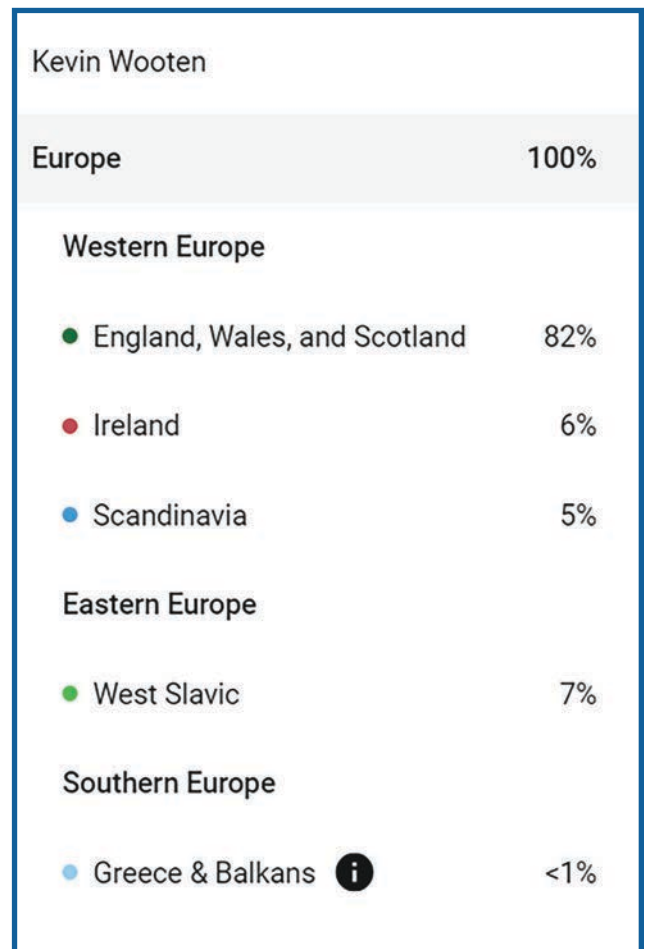 Kevin Wooten
Europe 100%
Western Europe
England, Wales, and Scotland 82%
Ireland 6%
Scandinavia 5%
Eastern Europe
West Slavic 7%
Southern Europe
Greece & Balkans i <1%